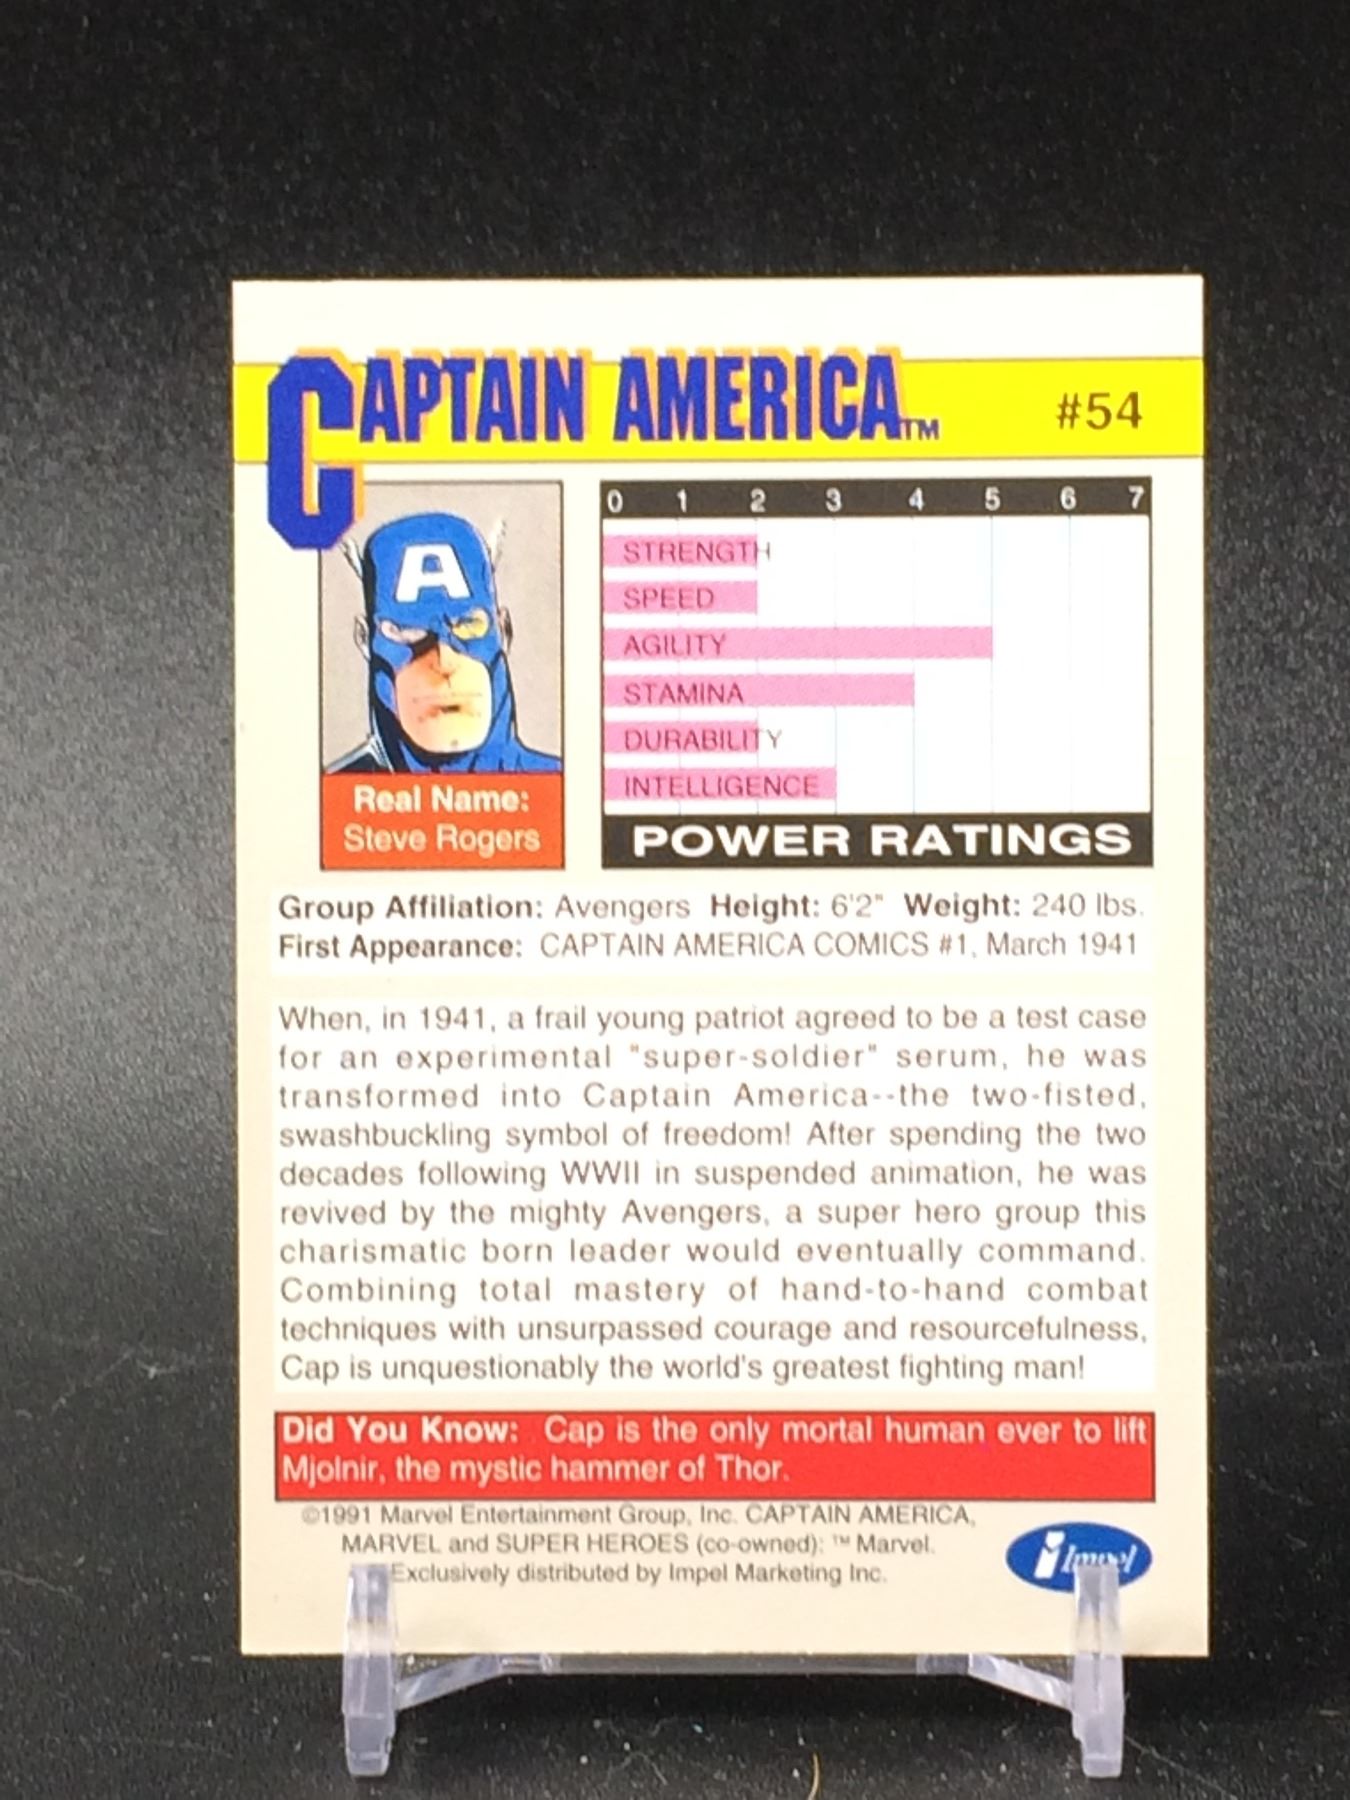 CAPTAIN AMERICA™ #54
A
0 1 2 3 4 5 6 7
STRENGTH
SPEED
AGILITY
STAMINA
DURABILITY
INTELLIGENCE
POWER RATINGS
Real Name:
Steve Rogers
Group Affiliation: Avengers Height: 6'2" Weight: 240 lbs.
First Appearance: CAPTAIN AMERICA COMICS #1, March 1941
When, in 1941, a frail young patriot agreed to be a test case
for an experimental "super-soldier" serum, he was
transformed into Captain America--the two-fisted,
swashbuckling symbol of freedom! After spending the two
decades following WWII in suspended animation, he was
revived by the mighty Avengers, a super hero group this
charismatic born leader would eventually command.
Combining total mastery of hand-to-hand combat
techniques with unsurpassed courage and resourcefulness,
Cap is unquestionably the world's greatest fighting man!
Did You Know: Cap is the only mortal human ever to lift
Mjolnir, the mystic hammer of Thor.
©1991 Marvel Entertainment Group, Inc. CAPTAIN AMERICA,
MARVEL and SUPER HEROES (co-owned): ™ Marvel.
Exclusively distributed by Impel Marketing Inc.
i Impel